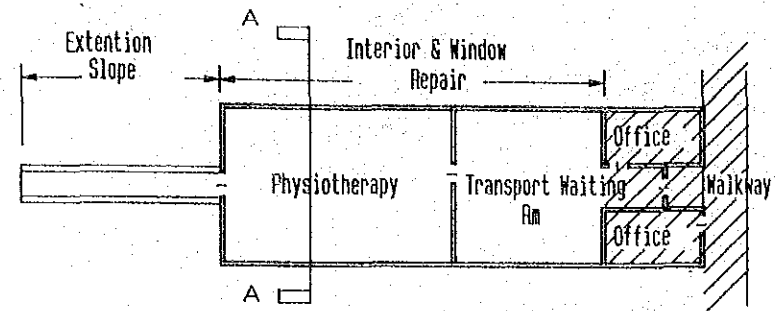 A
Extention
Slope
Interior & Window
Repair
Office
Physiotherapy
Transport Waiting
Rm
Walkway
Office
A